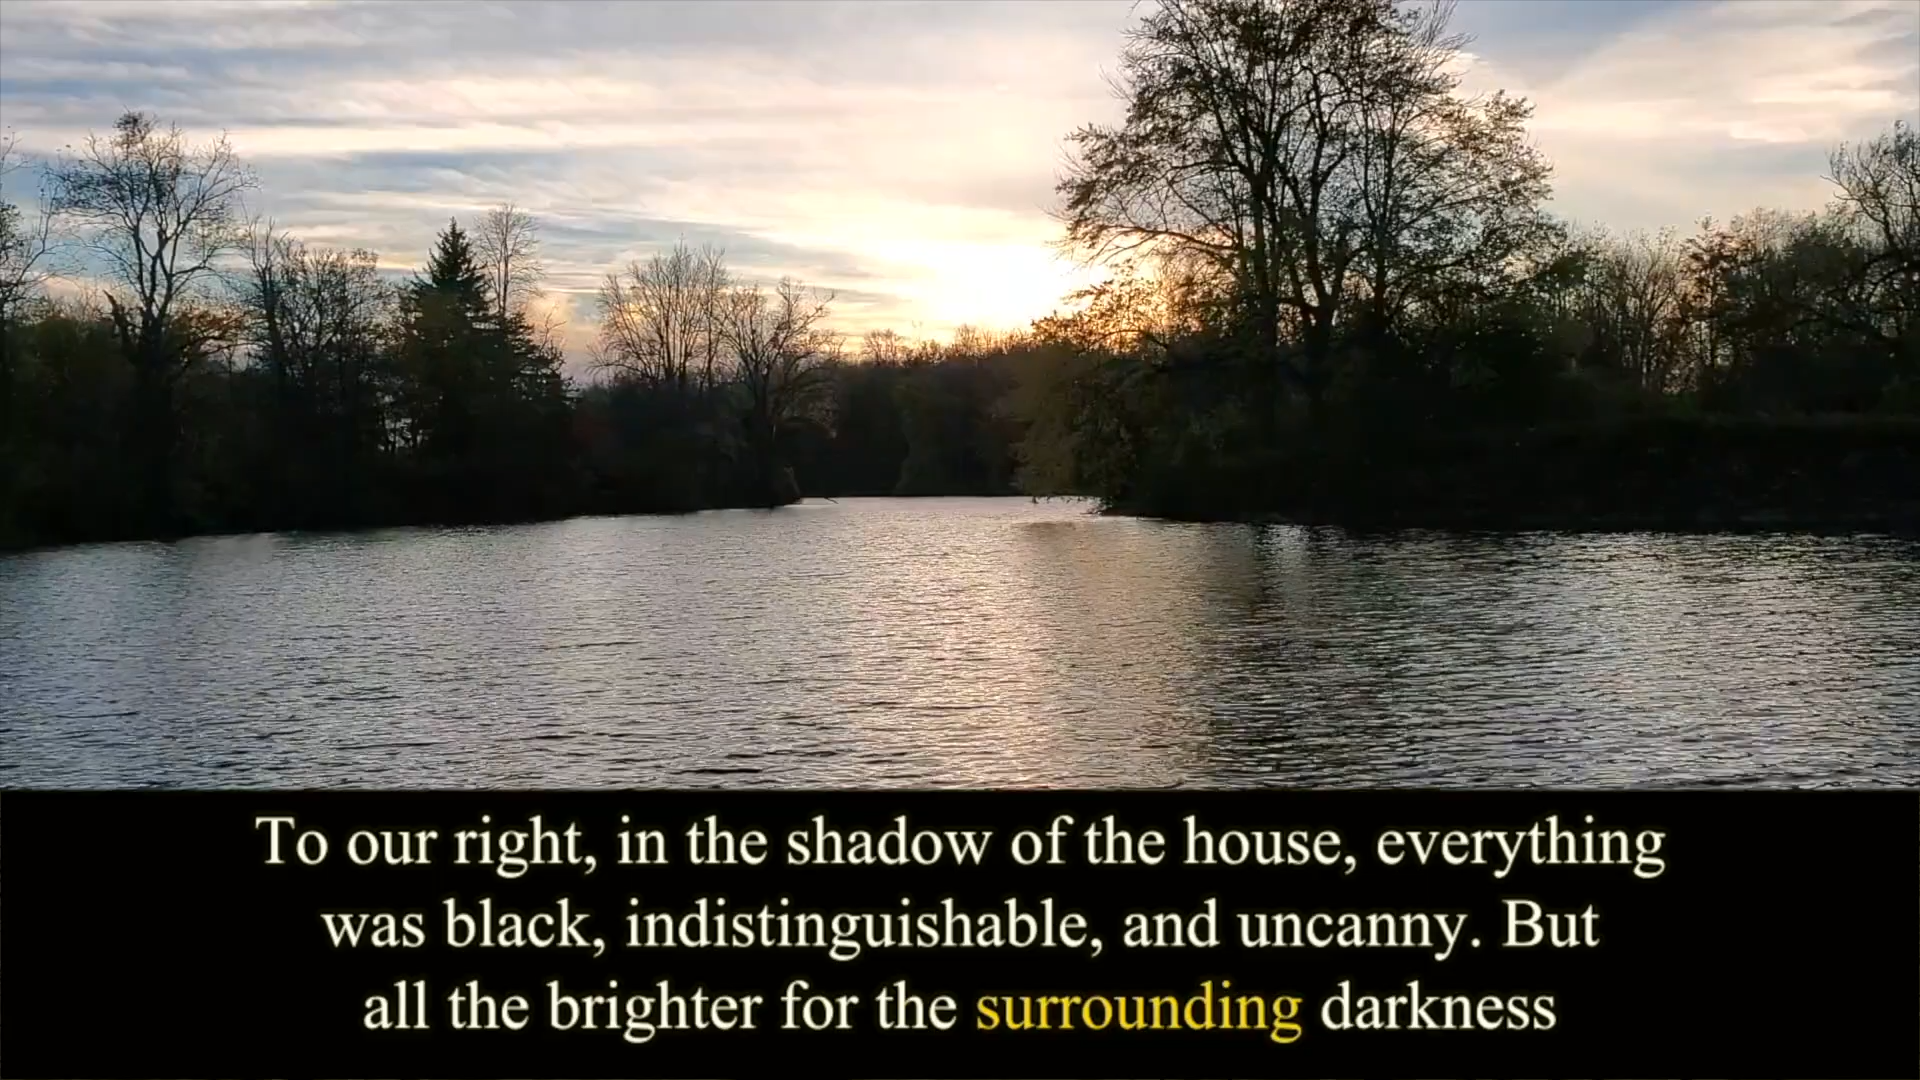 To our right, in the shadow of the house, everything
was black, indistinguishable, and uncanny. But
all the brighter for the surrounding darkness